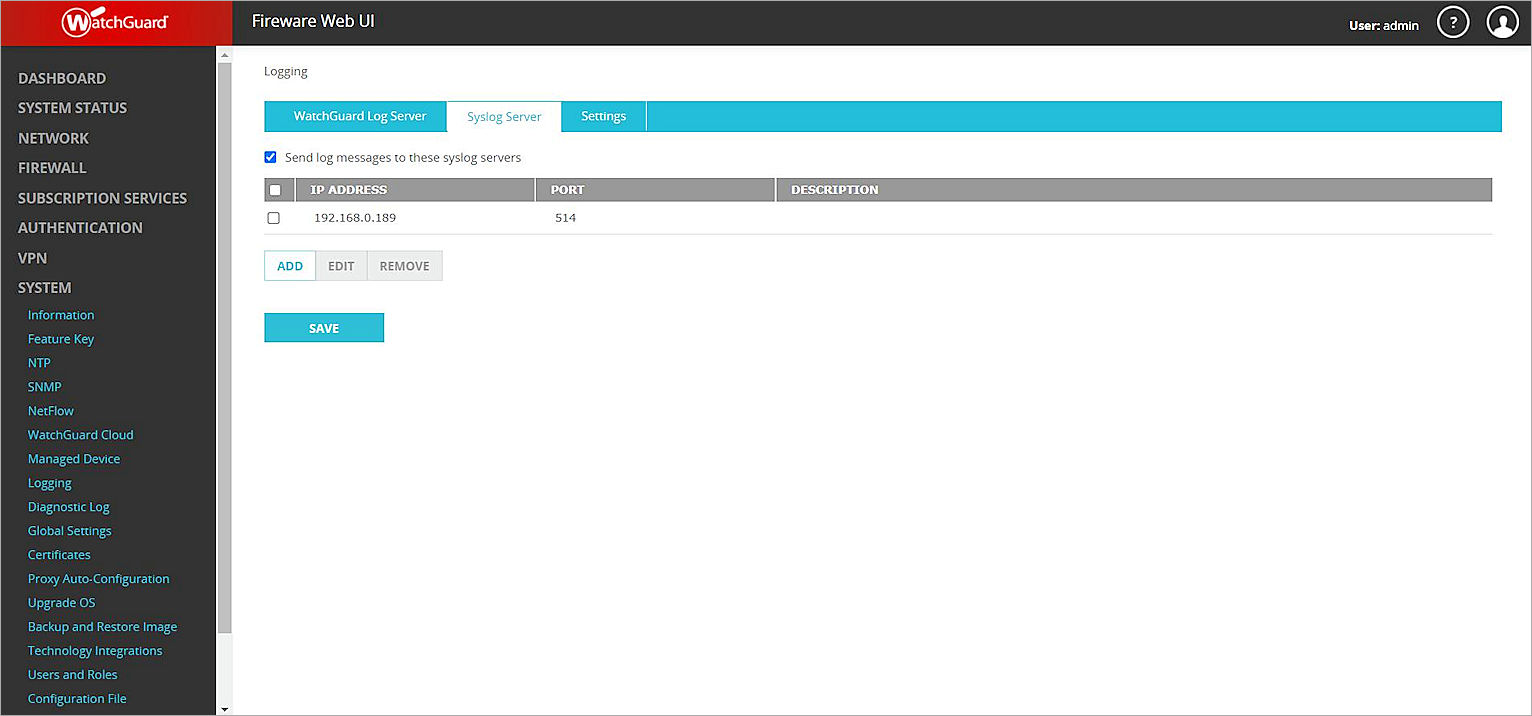 WatchGuard
Fireware Web UI
User: admin
?
DASHBOARD
SYSTEM STATUS
NETWORK
FIREWALL
SUBSCRIPTION SERVICES
AUTHENTICATION
VPN
SYSTEM
Information
Feature Key
NTP
SNMP
NetFlow
WatchGuard Cloud
Managed Device
Logging
Diagnostic Log
Global Settings
Certificates
Proxy Auto-Configuration
Upgrade OS
Backup and Restore Image
Technology Integrations
Users and Roles
Configuration File
Logging
WatchGuard Log Server Syslog Server Settings
Send log messages to these syslog servers
IP ADDRESS PORT DESCRIPTION
192.168.0.189 514
ADD EDIT REMOVE
SAVE